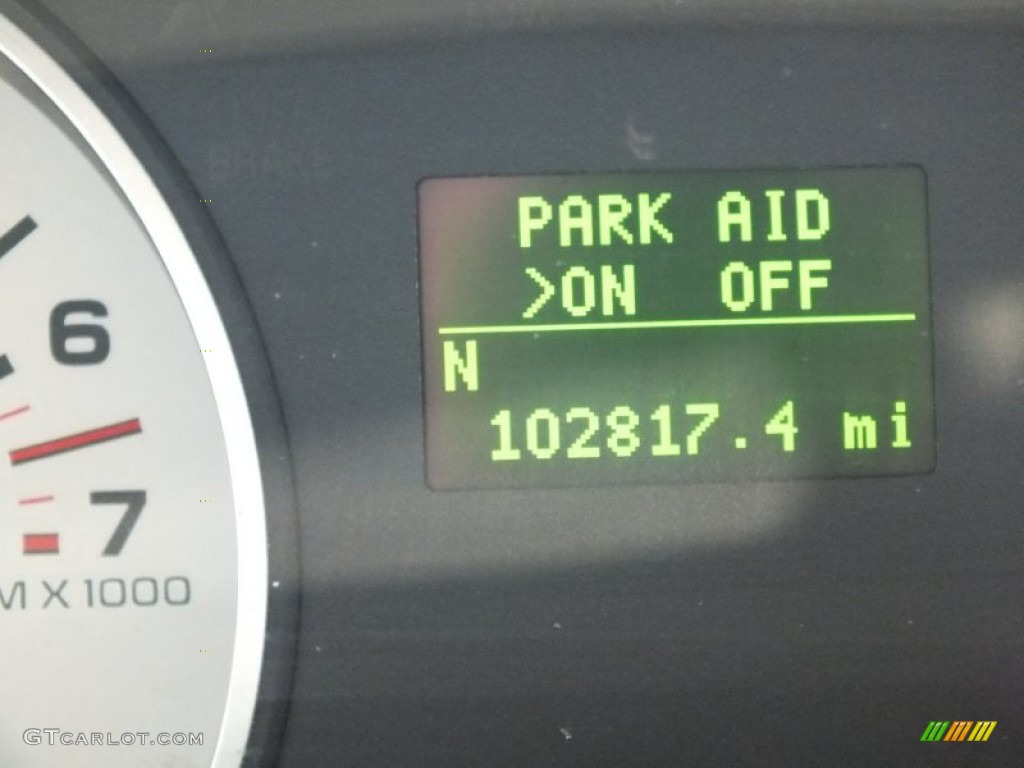 PARK AID
>ON OFF
N
102817.4 mi
6
7
M X 1000
GTcarlot.com